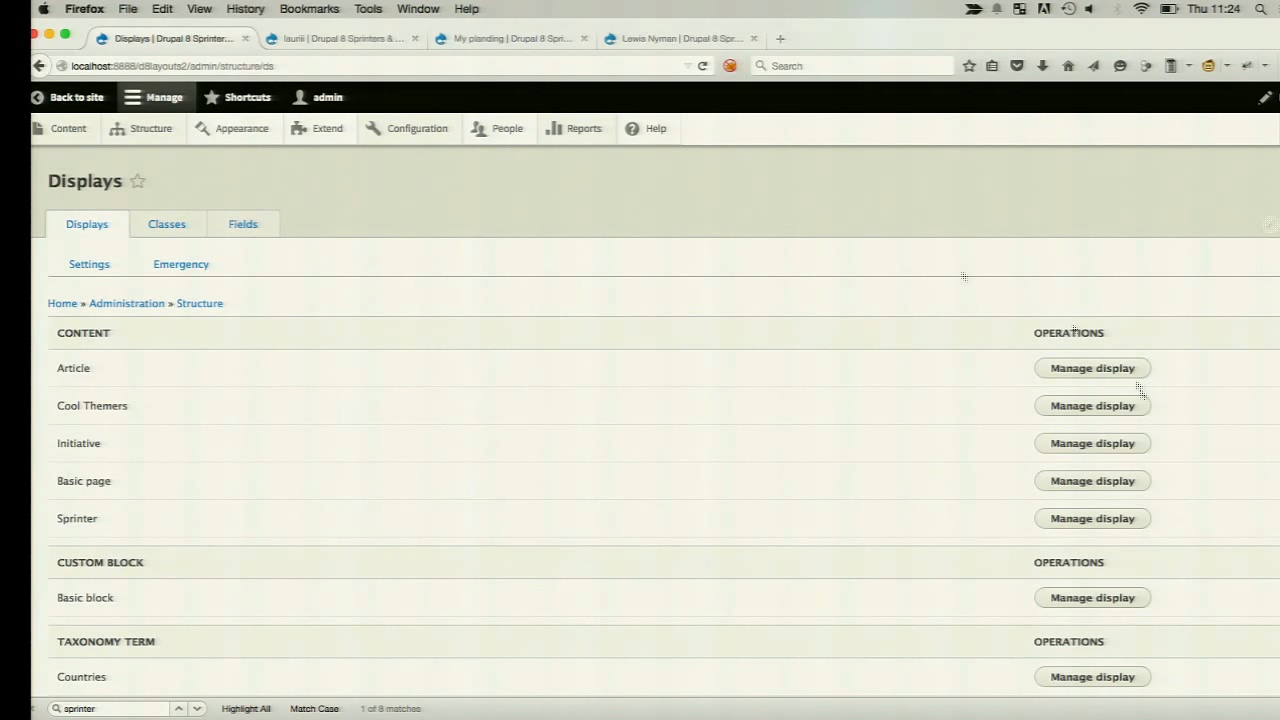 Firefox File Edit View History Bookmarks Tools Window Help Thu 11:24
Displays | Drupal 8 Sprinter... lauriii | Drupal 8 Sprinters & ... My planding | Drupal 8 Spri... Lewis Nyman | Drupal 8 Spr...
localhost:8888/d8layouts2/admin/structure/ds Search
Back to site Manage Shortcuts admin
Content Structure Appearance Extend Configuration People Reports Help
Displays
Displays Classes Fields
Settings Emergency
Home » Administration » Structure
CONTENT OPERATIONS
Article Manage display
Cool Themers Manage display
Initiative Manage display
Basic page Manage display
Sprinter Manage display
CUSTOM BLOCK OPERATIONS
Basic block Manage display
TAXONOMY TERM OPERATIONS
Countries Manage display
sprinter Highlight All Match Case 1 of 8 matches